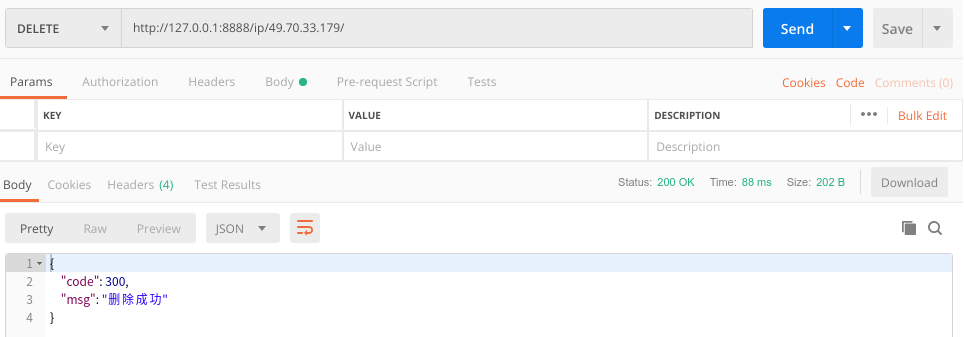 DELETE http://127.0.0.1:8888/ip/49.70.33.179/ Send Save
Params Authorization Headers Body Pre-request Script Tests Cookies Code Comments (0)
KEY VALUE DESCRIPTION ••• Bulk Edit
Key Value Description
Body Cookies Headers (4) Test Results Status: 200 OK Time: 88 ms Size: 202 B Download
Pretty Raw Preview JSON
1 {
2 "code": 300,
3 "msg": "删除成功"
4 }